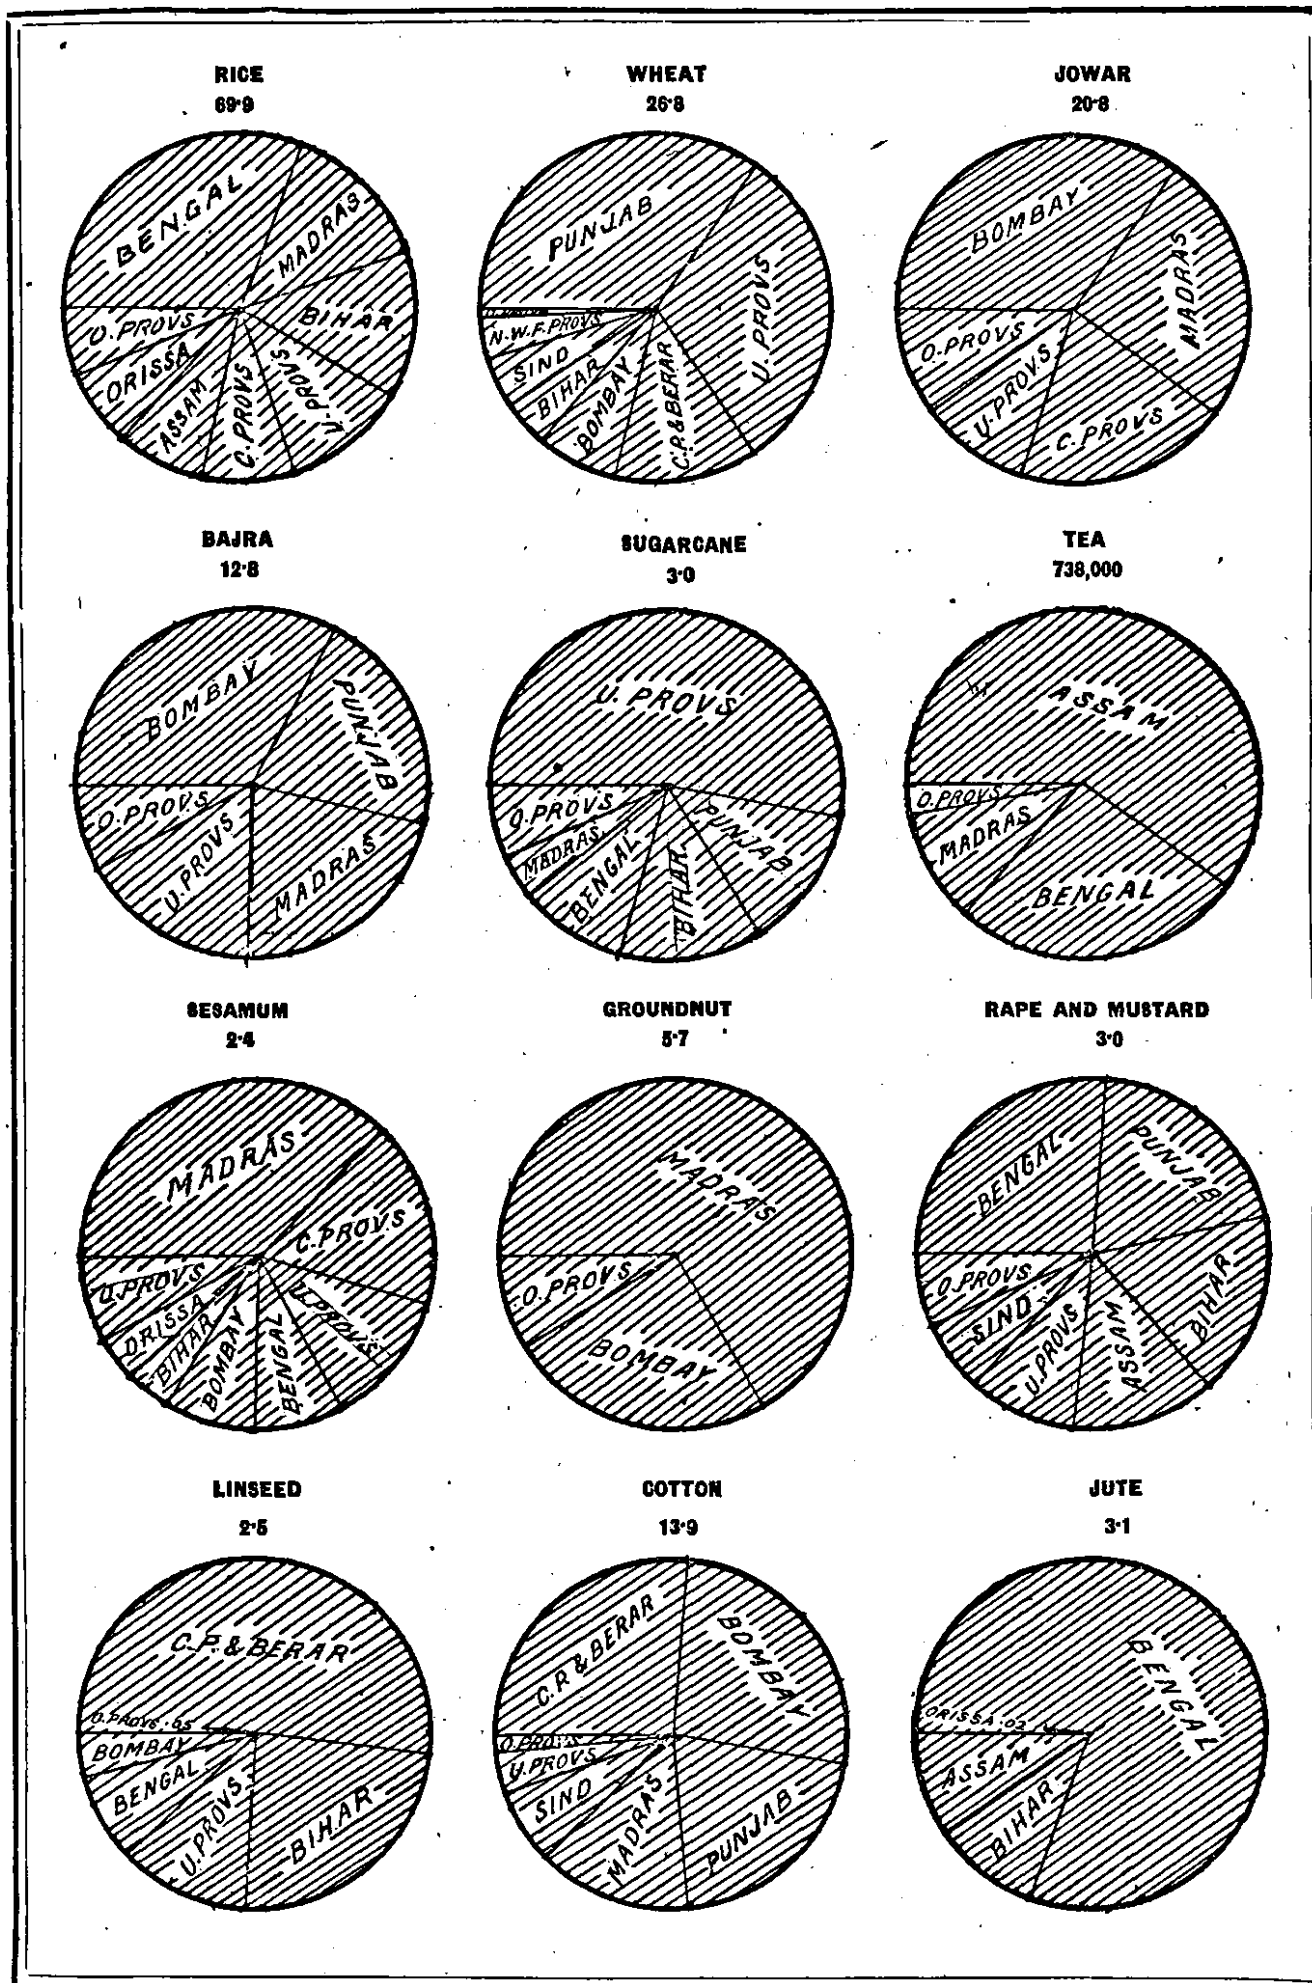 RICE
69·9
BENGAL
MADRAS
BIHAR
U.PROVS
C.PROVS
ASSAM
ORISSA
O.PROVS
WHEAT
26·8
PUNJAB
U.PROVS
C.P.&BERAR
BOMBAY
BIHAR
SIND
N.W.F.PROVS
JOWAR
20·8
BOMBAY
MADRAS
C.PROVS
U.PROVS
O.PROVS
BAJRA
12·8
BOMBAY
PUNJAB
MADRAS
U.PROVS
O.PROVS
SUGARCANE
3·0
U.PROVS
PUNJAB
BIHAR
BENGAL
MADRAS
O.PROVS
TEA
738,000
ASSAM
BENGAL
MADRAS
O.PROVS
SESAMUM
2·4
MADRAS
C.PROVS
U.PROVS
BENGAL
BOMBAY
BIHAR
ORISSA
O.PROVS
GROUNDNUT
5·7
MADRAS
BOMBAY
O.PROVS
RAPE AND MUSTARD
3·0
BENGAL
PUNJAB
BIHAR
ASSAM
U.PROVS
SIND
O.PROVS
LINSEED
2·5
C.P.&BERAR
BIHAR
U.PROVS
BENGAL
BOMBAY
O.PROVS·05
COTTON
13·9
C.P.&BERAR
BOMBAY
PUNJAB
MADRAS
SIND
U.PROVS
O.PROVS
JUTE
3·1
BENGAL
BIHAR
ASSAM
ORISSA·02